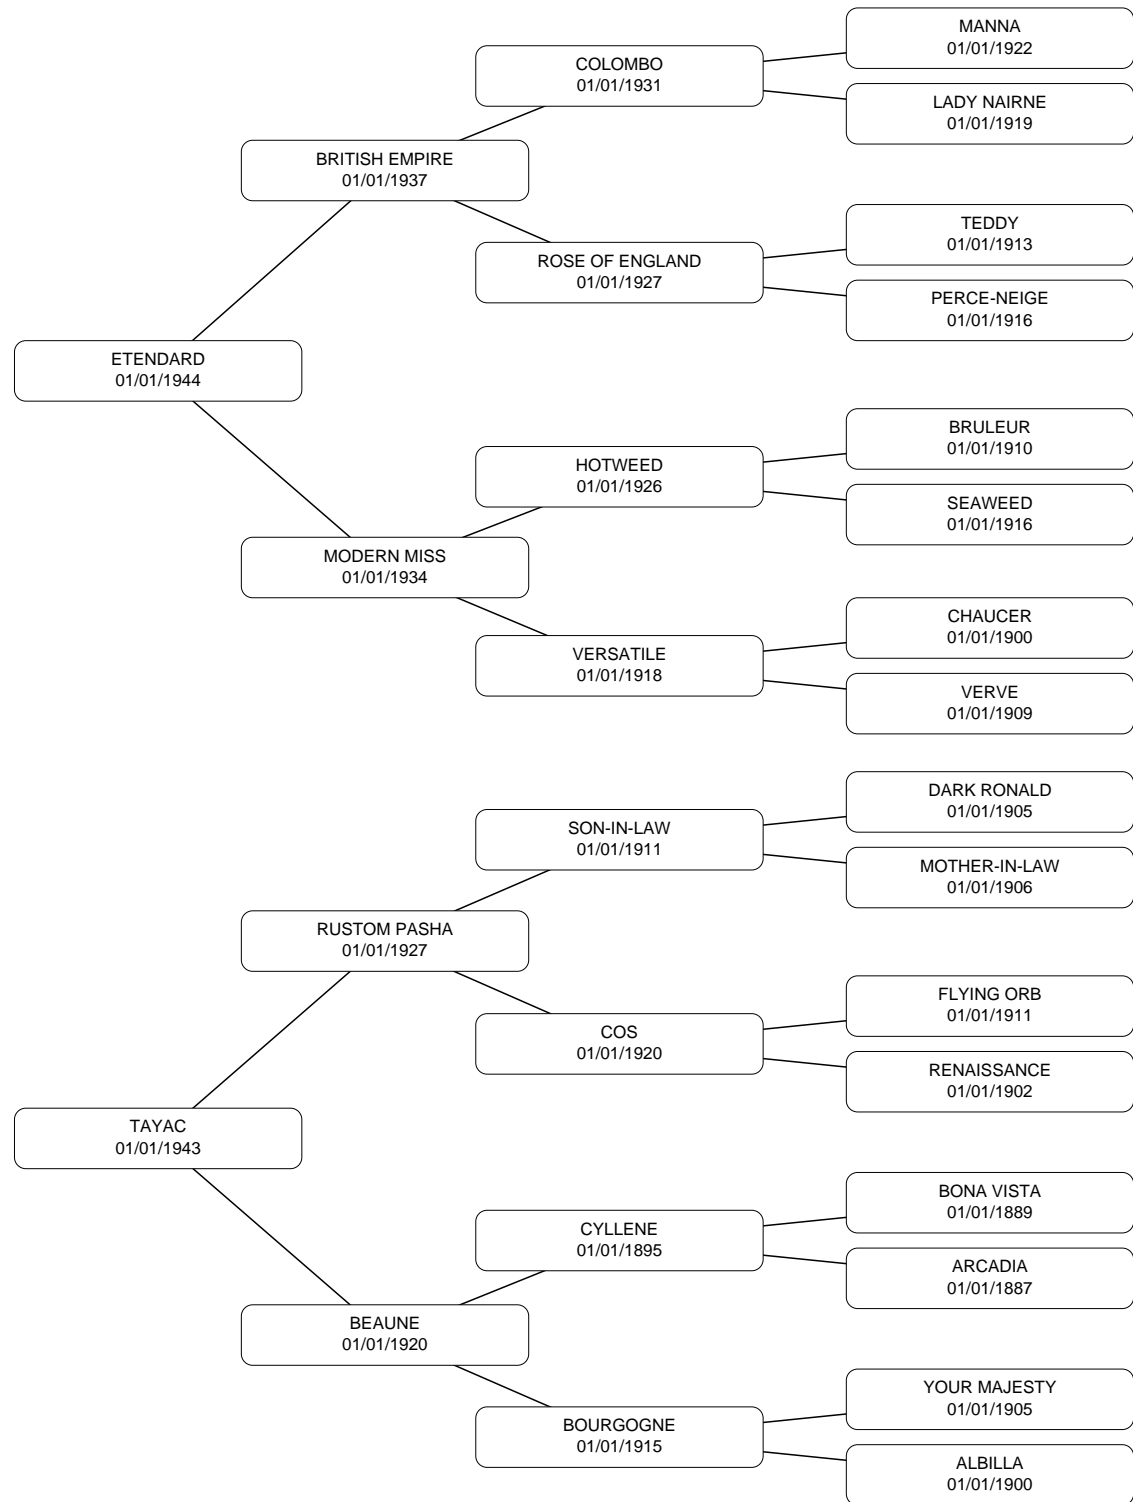 MANNA
01/01/1922
COLOMBO
01/01/1931
LADY NAIRNE
01/01/1919
BRITISH EMPIRE
01/01/1937
TEDDY
01/01/1913
ROSE OF ENGLAND
01/01/1927
PERCE-NEIGE
01/01/1916
ETENDARD
01/01/1944
BRULEUR
01/01/1910
HOTWEED
01/01/1926
SEAWEED
01/01/1916
MODERN MISS
01/01/1934
CHAUCER
01/01/1900
VERSATILE
01/01/1918
VERVE
01/01/1909
DARK RONALD
01/01/1905
SON-IN-LAW
01/01/1911
MOTHER-IN-LAW
01/01/1906
RUSTOM PASHA
01/01/1927
FLYING ORB
01/01/1911
COS
01/01/1920
RENAISSANCE
01/01/1902
TAYAC
01/01/1943
BONA VISTA
01/01/1889
CYLLENE
01/01/1895
ARCADIA
01/01/1887
BEAUNE
01/01/1920
YOUR MAJESTY
01/01/1905
BOURGOGNE
01/01/1915
ALBILLA
01/01/1900